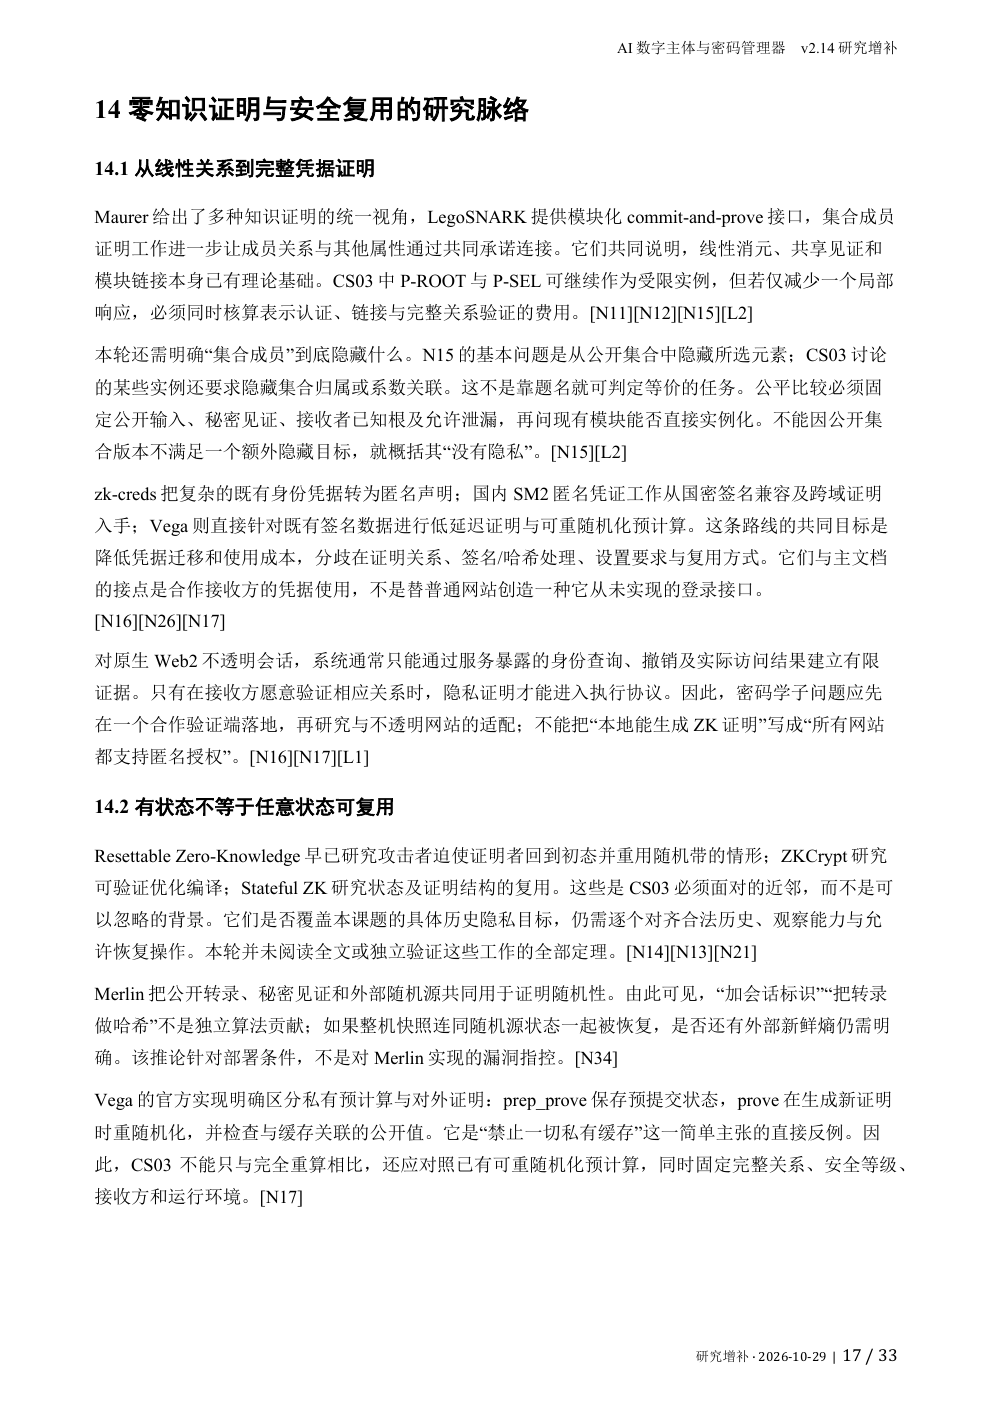 AI 数字主体与密码管理器　v2.14 研究增补
14 零知识证明与安全复用的研究脉络
14.1 从线性关系到完整凭据证明
Maurer 给出了多种知识证明的统一视角，LegoSNARK 提供模块化 commit-and-prove 接口，集合成员
证明工作进一步让成员关系与其他属性通过共同承诺连接。它们共同说明，线性消元、共享见证和
模块链接本身已有理论基础。CS03 中 P-ROOT 与 P-SEL 可继续作为受限实例，但若仅减少一个局部
响应，必须同时核算表示认证、链接与完整关系验证的费用。[N11][N12][N15][L2]
本轮还需明确“集合成员”到底隐藏什么。N15 的基本问题是从公开集合中隐藏所选元素；CS03 讨论
的某些实例还要求隐藏集合归属或系数关联。这不是靠题名就可判定等价的任务。公平比较必须固
定公开输入、秘密见证、接收者已知根及允许泄漏，再问现有模块能否直接实例化。不能因公开集
合版本不满足一个额外隐藏目标，就概括其“没有隐私”。[N15][L2]
zk-creds 把复杂的既有身份凭据转为匿名声明；国内 SM2 匿名凭证工作从国密签名兼容及跨域证明
入手；Vega 则直接针对既有签名数据进行低延迟证明与可重随机化预计算。这条路线的共同目标是
降低凭据迁移和使用成本，分歧在证明关系、签名/哈希处理、设置要求与复用方式。它们与主文档
的接点是合作接收方的凭据使用，不是替普通网站创造一种它从未实现的登录接口。
[N16][N26][N17]
对原生 Web2 不透明会话，系统通常只能通过服务暴露的身份查询、撤销及实际访问结果建立有限
证据。只有在接收方愿意验证相应关系时，隐私证明才能进入执行协议。因此，密码学子问题应先
在一个合作验证端落地，再研究与不透明网站的适配；不能把“本地能生成 ZK 证明”写成“所有网站
都支持匿名授权”。[N16][N17][L1]
14.2 有状态不等于任意状态可复用
Resettable Zero-Knowledge 早已研究攻击者迫使证明者回到初态并重用随机带的情形；ZKCrypt 研究
可验证优化编译；Stateful ZK 研究状态及证明结构的复用。这些是 CS03 必须面对的近邻，而不是可
以忽略的背景。它们是否覆盖本课题的具体历史隐私目标，仍需逐个对齐合法历史、观察能力与允
许恢复操作。本轮并未阅读全文或独立验证这些工作的全部定理。[N14][N13][N21]
Merlin 把公开转录、秘密见证和外部随机源共同用于证明随机性。由此可见，“加会话标识”“把转录
做哈希”不是独立算法贡献；如果整机快照连同随机源状态一起被恢复，是否还有外部新鲜熵仍需明
确。该推论针对部署条件，不是对 Merlin 实现的漏洞指控。[N34]
Vega 的官方实现明确区分私有预计算与对外证明：prep_prove 保存预提交状态，prove 在生成新证明
时重随机化，并检查与缓存关联的公开值。它是“禁止一切私有缓存”这一简单主张的直接反例。因
此，CS03 不能只与完全重算相比，还应对照已有可重随机化预计算，同时固定完整关系、安全等级、
接收方和运行环境。[N17]
研究增补 · 2026-10-29 | 17 / 33